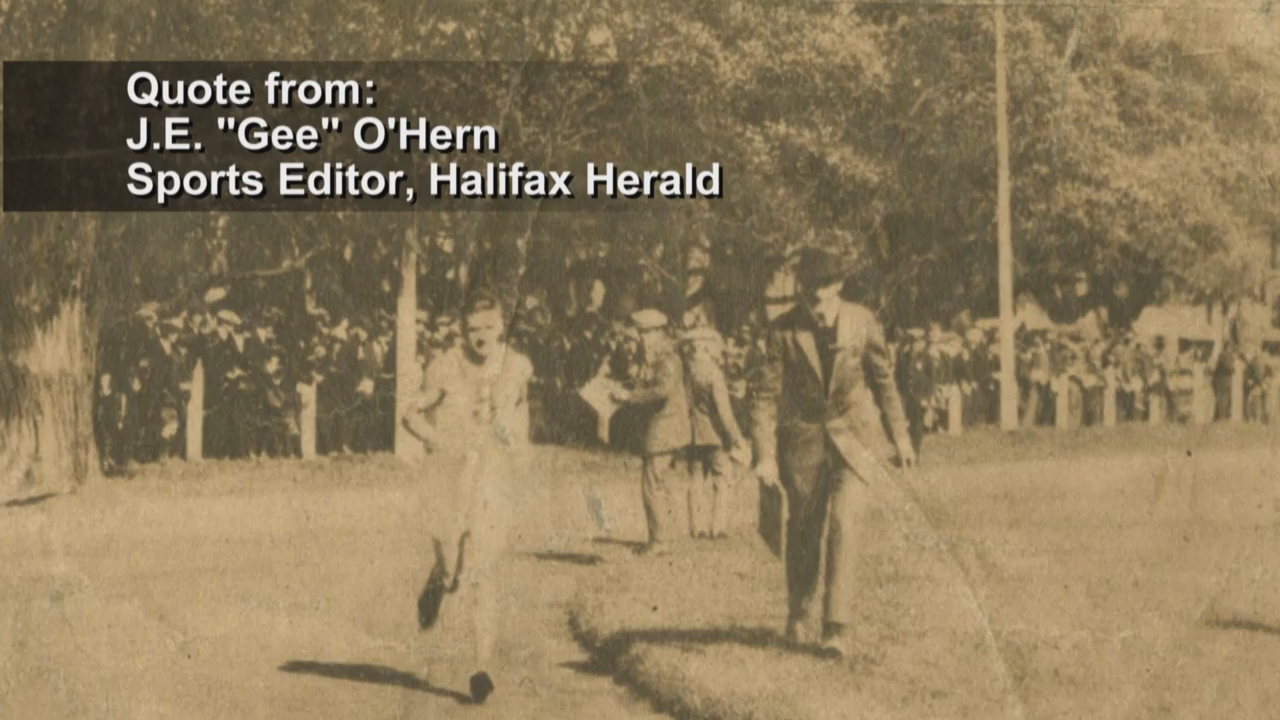 Quote from:
J.E. "Gee" O'Hern
Sports Editor, Halifax Herald